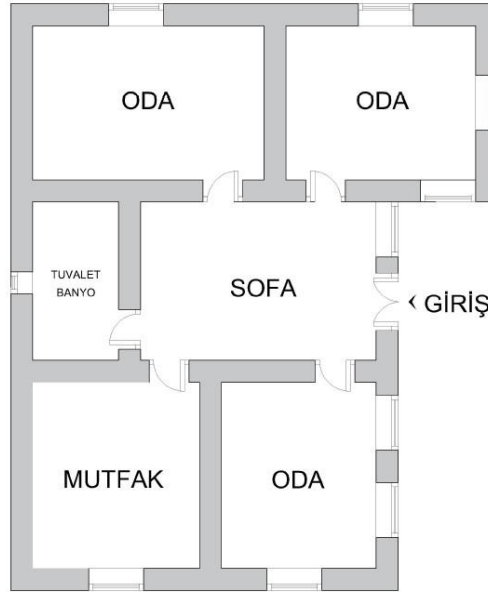 ODA
ODA
TUVALET
BANYO
SOFA
GİRİŞ
MUTFAK
ODA